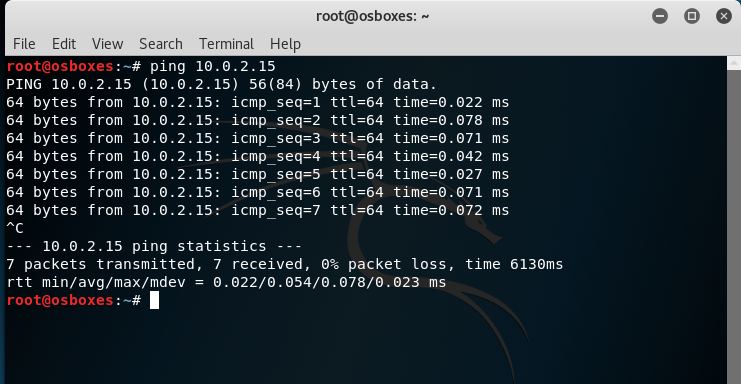 root@osboxes: ~
File Edit View Search Terminal Help
root@osboxes:~# ping 10.0.2.15
PING 10.0.2.15 (10.0.2.15) 56(84) bytes of data.
64 bytes from 10.0.2.15: icmp_seq=1 ttl=64 time=0.022 ms
64 bytes from 10.0.2.15: icmp_seq=2 ttl=64 time=0.078 ms
64 bytes from 10.0.2.15: icmp_seq=3 ttl=64 time=0.071 ms
64 bytes from 10.0.2.15: icmp_seq=4 ttl=64 time=0.042 ms
64 bytes from 10.0.2.15: icmp_seq=5 ttl=64 time=0.027 ms
64 bytes from 10.0.2.15: icmp_seq=6 ttl=64 time=0.071 ms
64 bytes from 10.0.2.15: icmp_seq=7 ttl=64 time=0.072 ms
^C
--- 10.0.2.15 ping statistics ---
7 packets transmitted, 7 received, 0% packet loss, time 6130ms
rtt min/avg/max/mdev = 0.022/0.054/0.078/0.023 ms
root@osboxes:~#